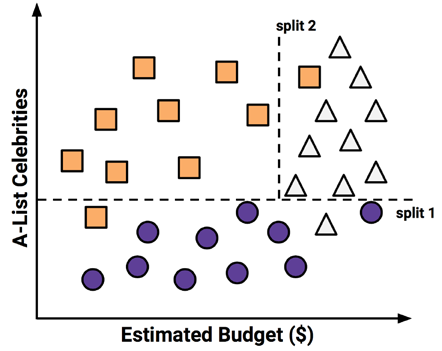 split 2
A-List Celebrities
split 1
Estimated Budget ($)